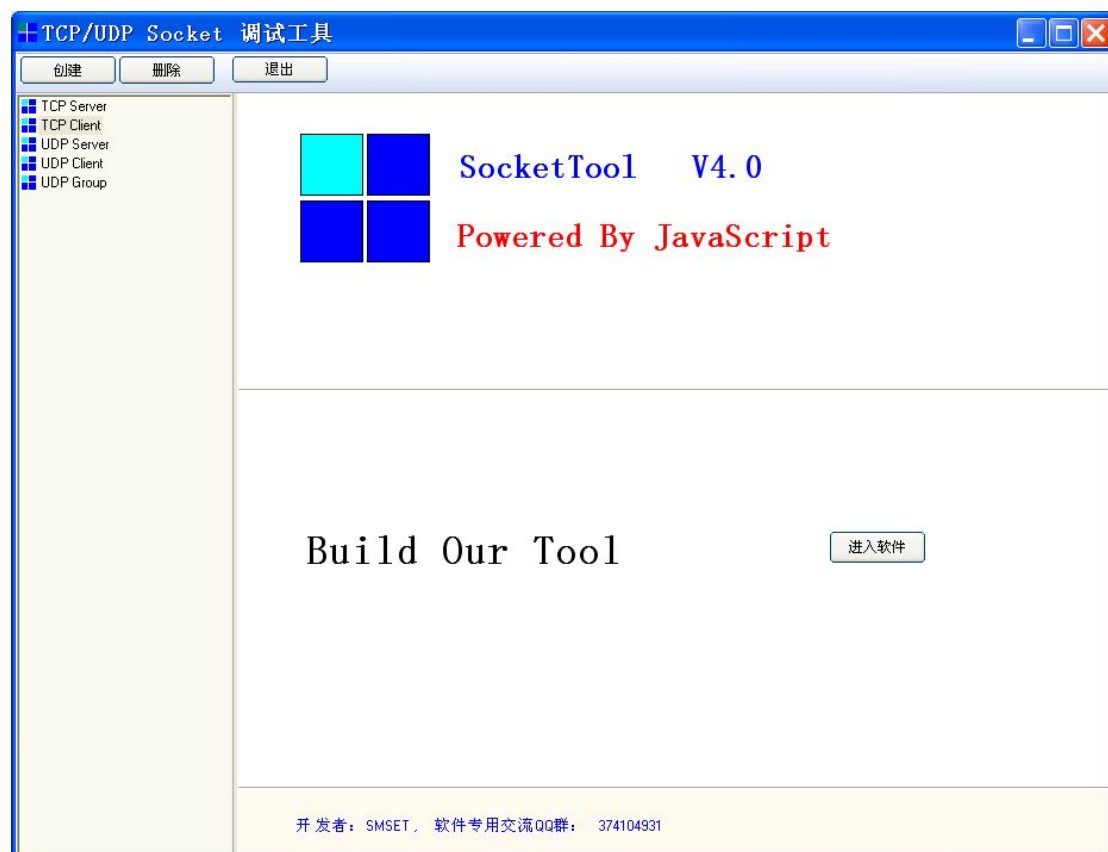 TCP/UDP Socket 调试工具
创建 删除 退出
TCP Server
TCP Client
UDP Server
UDP Client
UDP Group
SocketTool V4.0
Powered By JavaScript
Build Our Tool
进入软件
开发者: SMSET, 软件专用交流QQ群: 374104931